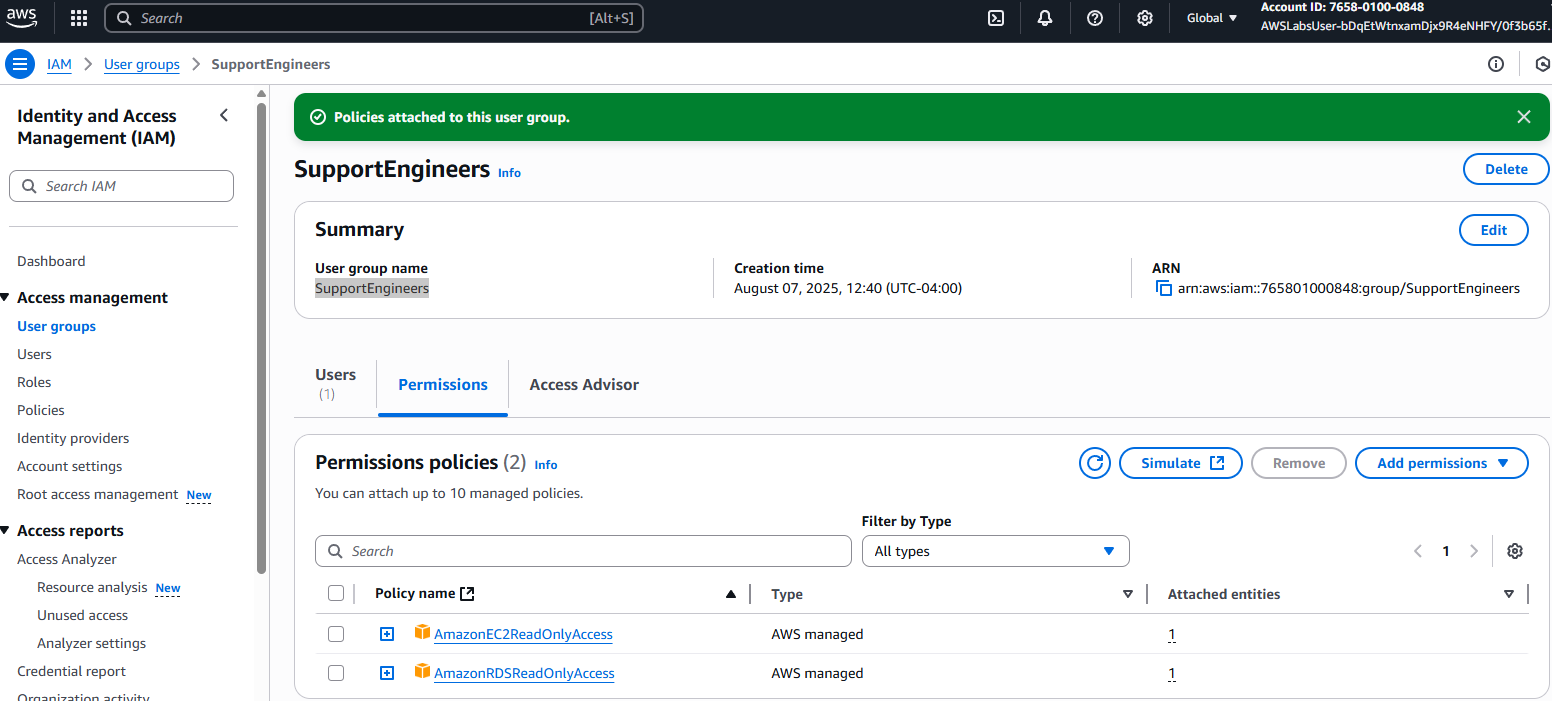 aws
Search [Alt+S]
Global
Account ID: 7658-0100-0848
AWSLabsUser-bDqEtWtnxamDjx9R4eNHFY/0f3b65f.
IAM > User groups > SupportEngineers
Identity and Access
Management (IAM)
Search IAM
Dashboard
Access management
User groups
Users
Roles
Policies
Identity providers
Account settings
Root access management New
Access reports
Access Analyzer
Resource analysis New
Unused access
Analyzer settings
Credential report
Organization activity
Policies attached to this user group.
SupportEngineers Info
Delete
Summary
Edit
User group name
SupportEngineers
Creation time
August 07, 2025, 12:40 (UTC-04:00)
ARN
arn:aws:iam::765801000848:group/SupportEngineers
Users
(1)
Permissions
Access Advisor
Permissions policies (2) Info
You can attach up to 10 managed policies.
Simulate
Remove
Add permissions
Filter by Type
Search
All types
1
Policy name Type Attached entities
AmazonEC2ReadOnlyAccess AWS managed 1
AmazonRDSReadOnlyAccess AWS managed 1